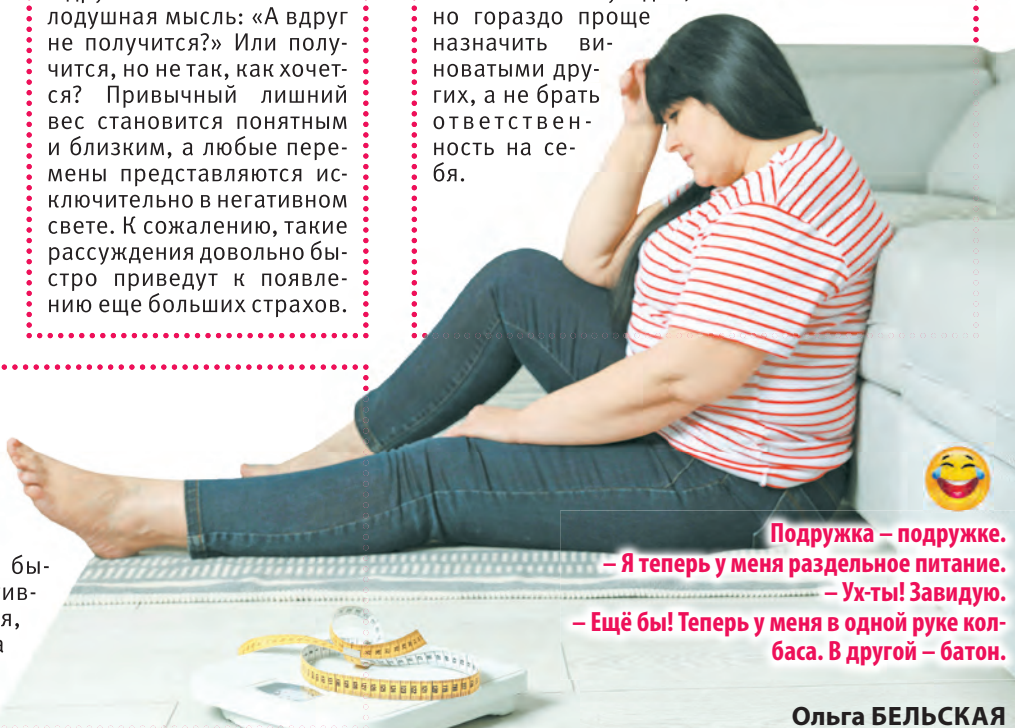 лодушная мысль: «А вдруг
не получится?» Или полу-
чится, но не так, как хочет-
ся? Привычный лишний
вес становится понятным
и близким, а любые пере-
мены представляются ис-
ключительно в негативном
свете. К сожалению, такие
рассуждения довольно бы-
стро приведут к появле-
нию еще больших страхов.
но гораздо проще
назначить ви-
новатыми дру-
гих, а не брать
ответствен-
ность на се-
бя.
бы-
ив-
я,
а
Подружка – подружке.
– Я теперь у меня раздельное питание.
– Ух-ты! Завидую.
– Ещё бы! Теперь у меня в одной руке кол-
баса. В другой – батон.
Ольга БЕЛЬСКАЯ